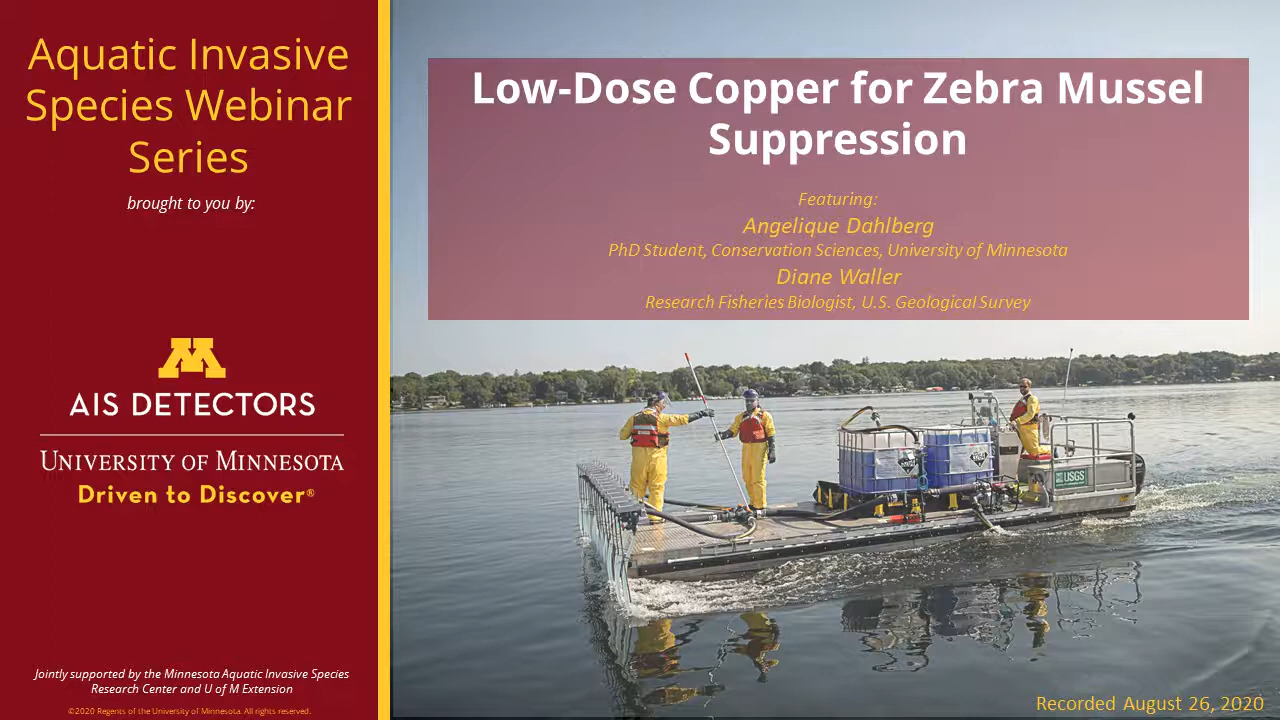 Aquatic Invasive
Species Webinar
Series
brought to you by:
M
AIS DETECTORS
UNIVERSITY OF MINNESOTA
Driven to Discover®
Jointly supported by the Minnesota Aquatic Invasive Species
Research Center and U of M Extension
©2020 Regents of the University of Minnesota. All rights reserved.
Low-Dose Copper for Zebra Mussel
Suppression
Featuring:
Angelique Dahlberg
PhD Student, Conservation Sciences, University of Minnesota
Diane Waller
Research Fisheries Biologist, U.S. Geological Survey
USGS
Recorded August 26, 2020